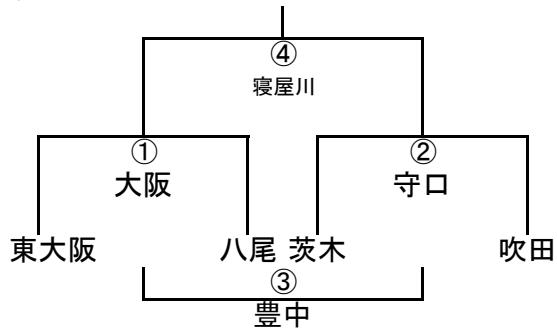 ④
寝屋川
① ②
大阪 守口
東大阪 八尾 茨木 吹田
③
豊中